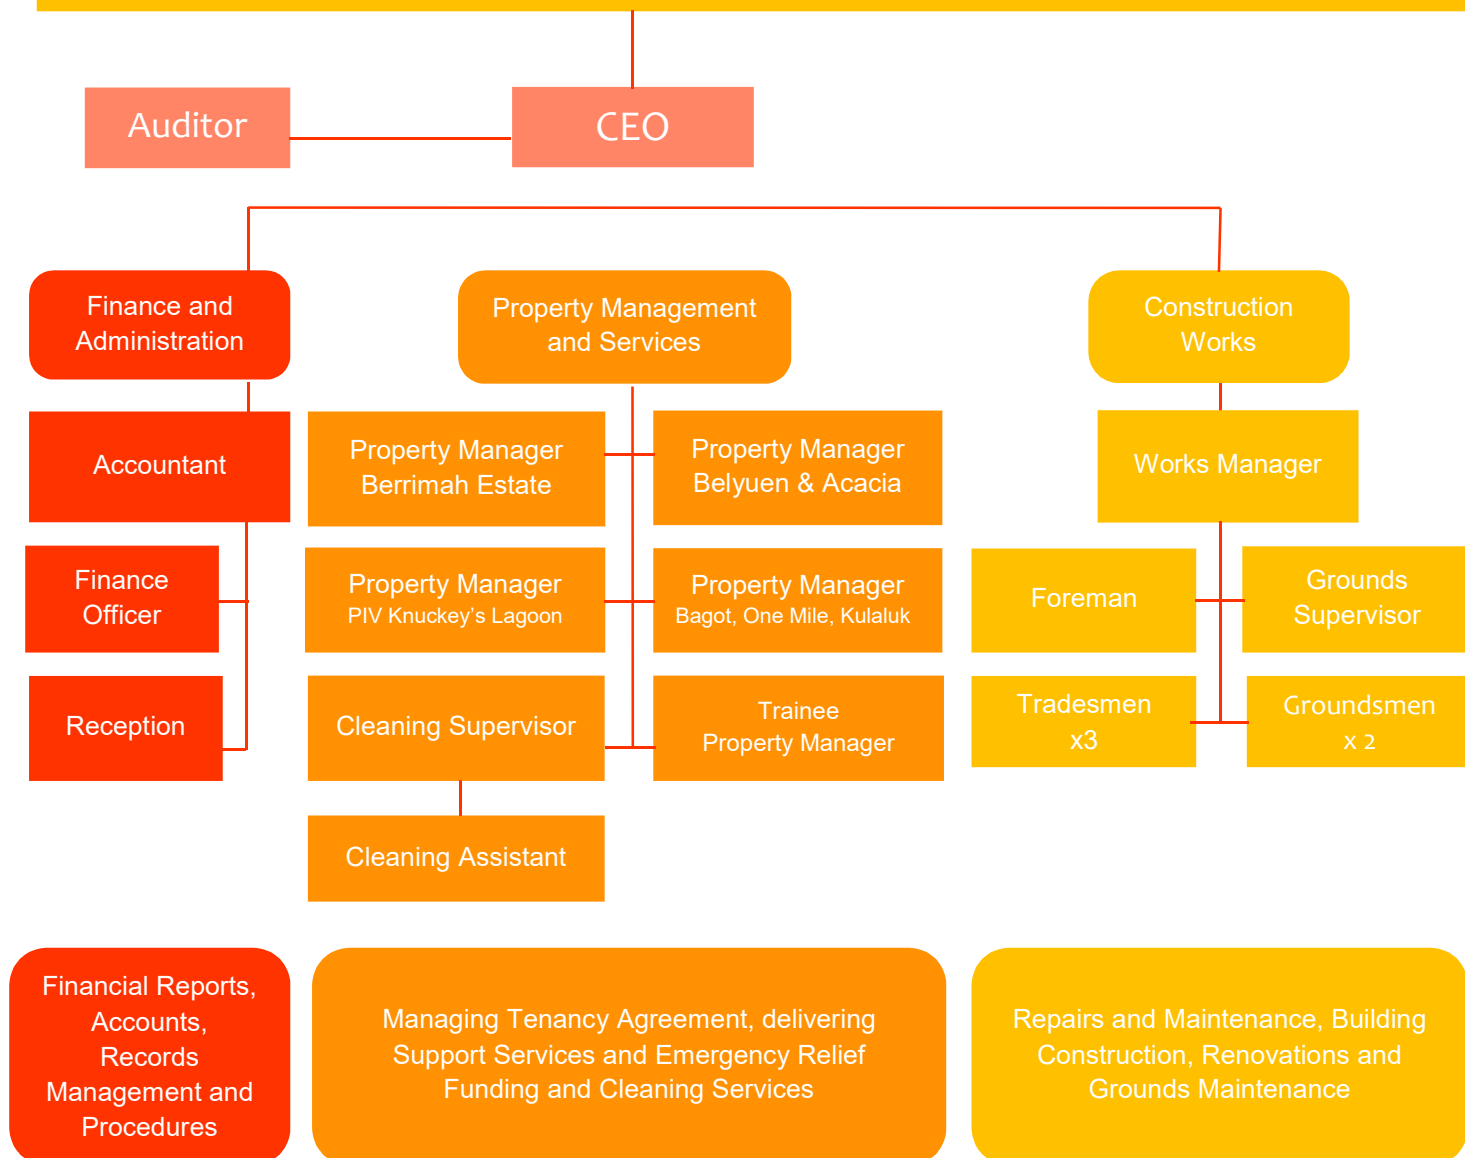 Auditor
CEO
Finance and
Administration
Property Management
and Services
Construction
Works
Accountant
Property Manager
Berrimah Estate
Property Manager
Belyuen & Acacia
Works Manager
Finance
Officer
Property Manager
PIV Knuckey’s Lagoon
Property Manager
Bagot, One Mile, Kulaluk
Foreman
Grounds
Supervisor
Reception
Cleaning Supervisor
Trainee
Property Manager
Tradesmen
x3
Groundsmen
x 2
Cleaning Assistant
Financial Reports,
Accounts,
Records
Management and
Procedures
Managing Tenancy Agreement, delivering
Support Services and Emergency Relief
Funding and Cleaning Services
Repairs and Maintenance, Building
Construction, Renovations and
Grounds Maintenance